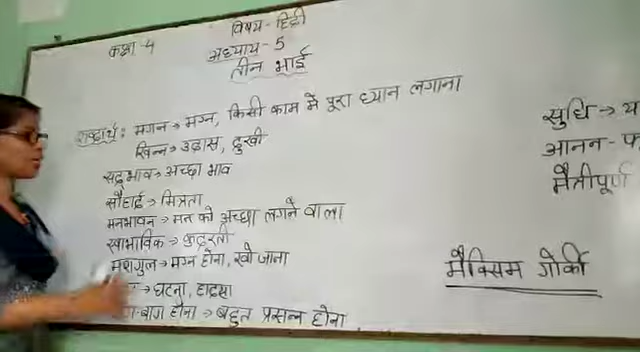 विषय - हिंदी
कक्षा - 4
अध्याय - 5
तीन भाई
शब्दार्थ : मगन → मग्न, किसी काम में पूरा ध्यान लगाना
खिन्न → उदास, दुखी
सद्भाव → अच्छा भाव
सौहार्द → मित्रता
मनभावन → मन को अच्छा लगने वाला
स्वाभाविक → कुदरती
मशगुल → मग्न होना, खो जाना
→ घटना, हादसा
बाग होना → बहुत प्रसन्न होना
सुधि →
आनन -
मैत्रीपूर्ण
मैक्सिम गोर्की